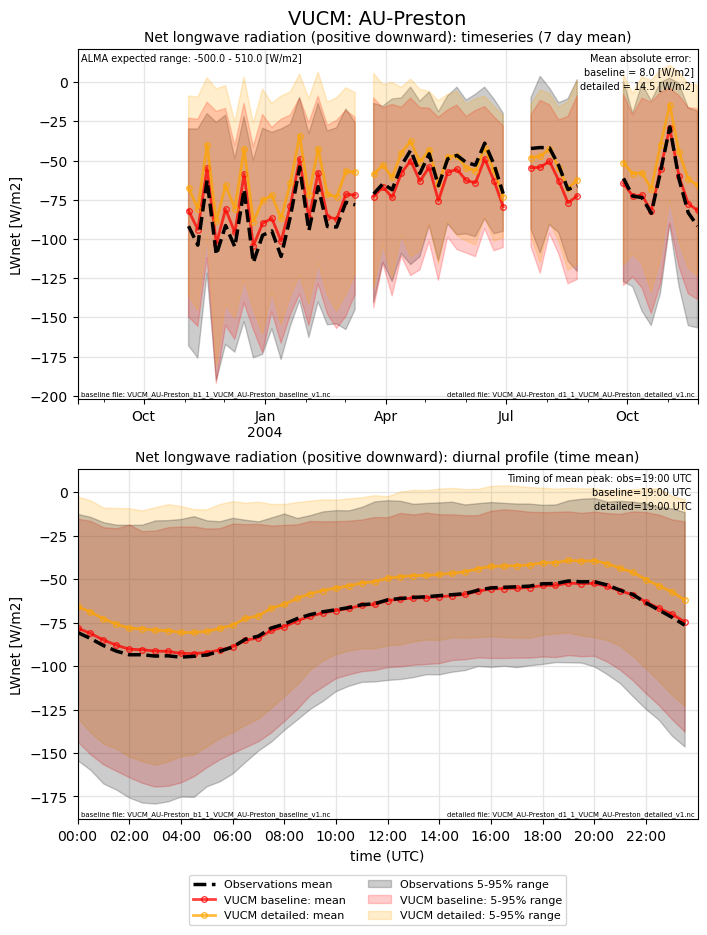 VUCM: AU-Preston
Net longwave radiation (positive downward): timeseries (7 day mean)
ALMA expected range: -500.0 - 510.0 [W/m2]
Mean absolute error:
baseline = 8.0 [W/m2]
detailed = 14.5 [W/m2]
0
−25
−50
−75
−100
−125
−150
−175
−200
LWnet [W/m2]
baseline file: VUCM_AU-Preston_b1_1_VUCM_AU-Preston_baseline_v1.nc
detailed file: VUCM_AU-Preston_d1_1_VUCM_AU-Preston_detailed_v1.nc
Oct Jan Apr Jul Oct
2004
Net longwave radiation (positive downward): diurnal profile (time mean)
Timing of mean peak: obs=19:00 UTC
baseline=19:00 UTC
detailed=19:00 UTC
0
−25
−50
−75
−100
−125
−150
−175
LWnet [W/m2]
baseline file: VUCM_AU-Preston_b1_1_VUCM_AU-Preston_baseline_v1.nc
detailed file: VUCM_AU-Preston_d1_1_VUCM_AU-Preston_detailed_v1.nc
00:00 02:00 04:00 06:00 08:00 10:00 12:00 14:00 16:00 18:00 20:00 22:00
time (UTC)
Observations mean
VUCM baseline: mean
VUCM detailed: mean
Observations 5-95% range
VUCM baseline: 5-95% range
VUCM detailed: 5-95% range